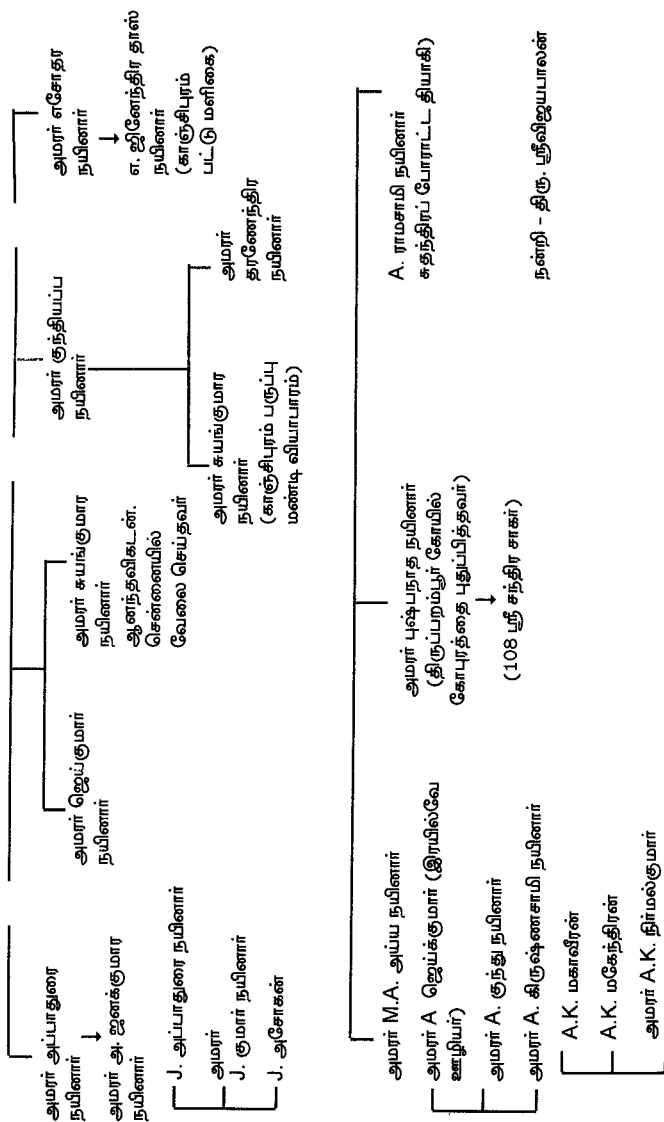 அமரர் அப்பாதுரை
நயினார்
அமரர் அ. ஜனக்குமார
நயினார்
J. அப்பாதுரை நயினார்
அமரர்
J. குமார் நயினார்
J. அசோகன்
அமரர் ஜெய்குமார்
நயினார்
அமரர் சுயங்குமார
நயினார்
ஆனந்தவிகடன்.
சென்னையில்
வேலை செய்தவர்
அமரர் குந்தியப்ப
நயினார்
அமரர் சுயங்குமார
நயினார்
(காஞ்சிபுரம் பருப்பு
மண்டி வியாபாரம்)
அமரர்
தரணேந்திர
நயினார்
அமரர் எசோதர
நயினார்
எ. ஜினேந்திர தாஸ்
நயினார்
(காஞ்சிபுரம்
பட்டு மளிகை)
அமரர் M.A. அய்ய நயினார்
அமரர் A ஜெய்க்குமார் (இரயில்வே
ஊழியர்)
அமரர் A. குந்து நயினார்
அமரர் A. கிருஷ்ணசாமி நயினார்
A.K. மகாவீரன்
A.K. மகேந்திரன்
அமரர் A.K. நிர்மல்குமார்
அமரர் புஷ்பநாத நயினார்
(திருப்பறம்பூர் கோயில்
கோபுரத்தை புதுப்பித்தவர்)
(108 ஸ்ரீ சந்திர சாகர்)
A. ராமசாமி நயினார்
சுதந்திரப் போராட்ட தியாகி)
நன்றி - திரு. ஸ்ரீவிஜயபாலன்